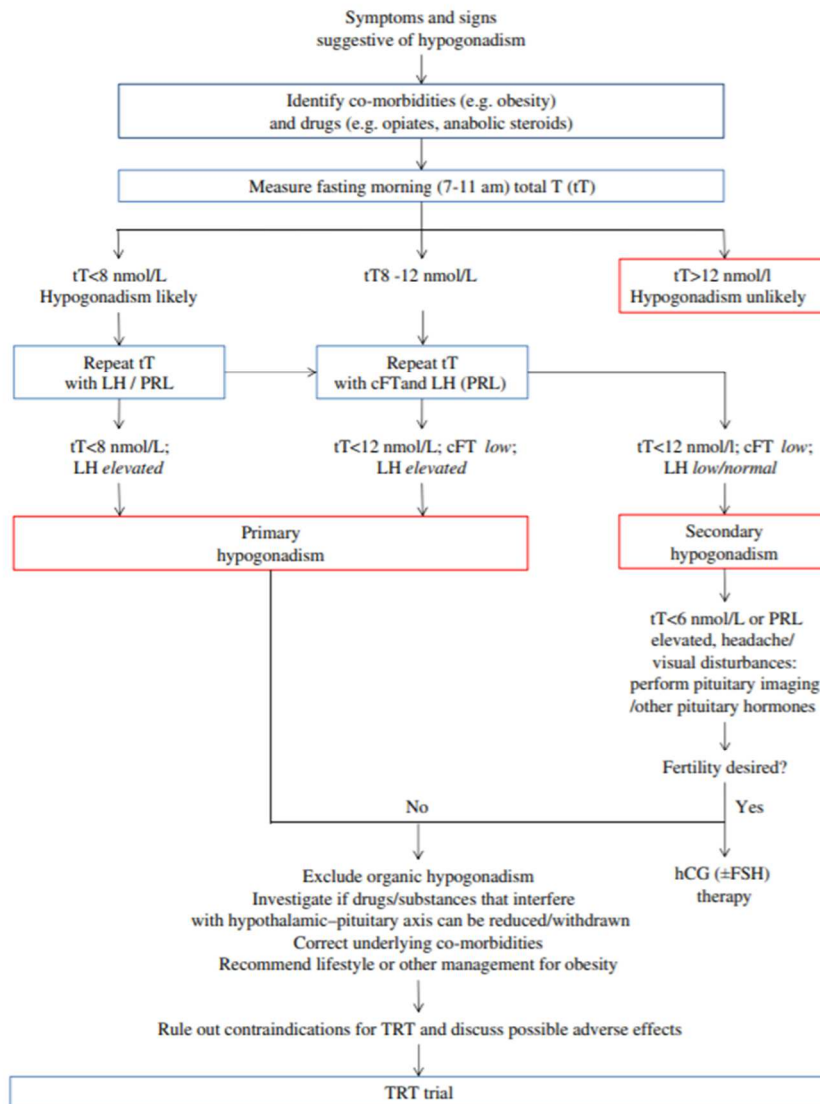 Symptoms and signs
suggestive of hypogonadism
Identify co-morbidities (e.g. obesity)
and drugs (e.g. opiates, anabolic steroids)
Measure fasting morning (7-11 am) total T (tT)
tT<8 nmol/L
Hypogonadism likely
tT8 -12 nmol/L
tT>12 nmol/l
Hypogonadism unlikely
Repeat tT
with LH / PRL
Repeat tT
with cFTand LH (PRL)
tT<8 nmol/L;
LH elevated
tT<12 nmol/L; cFT low;
LH elevated
tT<12 nmol/l; cFT low;
LH low/normal
Primary
hypogonadism
Secondary
hypogonadism
tT<6 nmol/L or PRL
elevated, headache/
visual disturbances:
perform pituitary imaging
/other pituitary hormones
Fertility desired?
No
Yes
Exclude organic hypogonadism
Investigate if drugs/substances that interfere
with hypothalamic–pituitary axis can be reduced/withdrawn
Correct underlying co-morbidities
Recommend lifestyle or other management for obesity
hCG (±FSH)
therapy
Rule out contraindications for TRT and discuss possible adverse effects
TRT trial